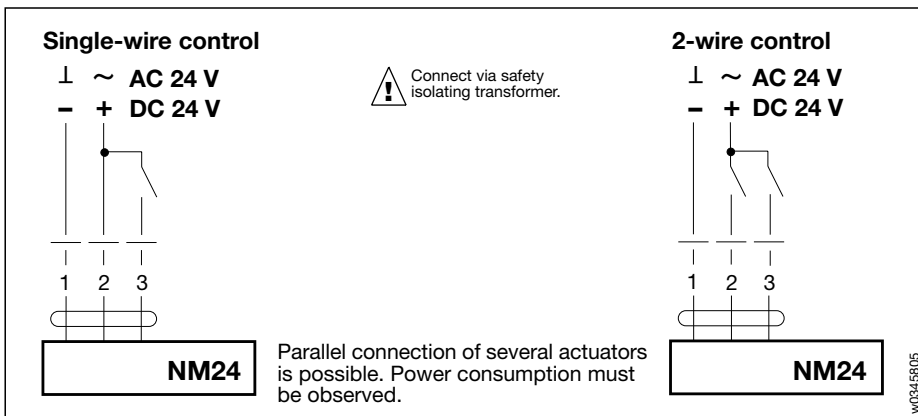 Single-wire control
⊥ ~ AC 24 V
– + DC 24 V
1 2 3
NM24
Connect via safety
isolating transformer.
Parallel connection of several actuators
is possible. Power consumption must
be observed.
2-wire control
⊥ ~ AC 24 V
– + DC 24 V
1 2 3
NM24
w0345805